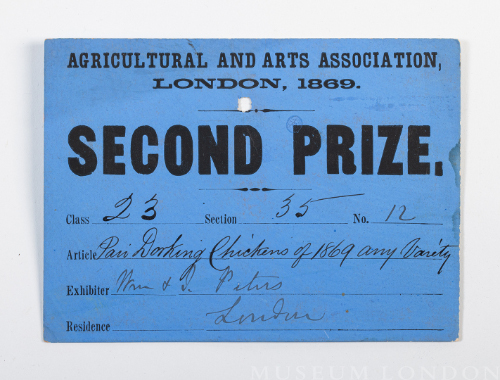 AGRICULTURAL AND ARTS ASSOCIATION,
LONDON, 1869.
SECOND PRIZE.
Class 23 Section 35 No. 12
Article Pair Dorking Chickens of 1869 any Variety
Exhibiter Wm & Peters
Residence London
MUSEUM LONDON